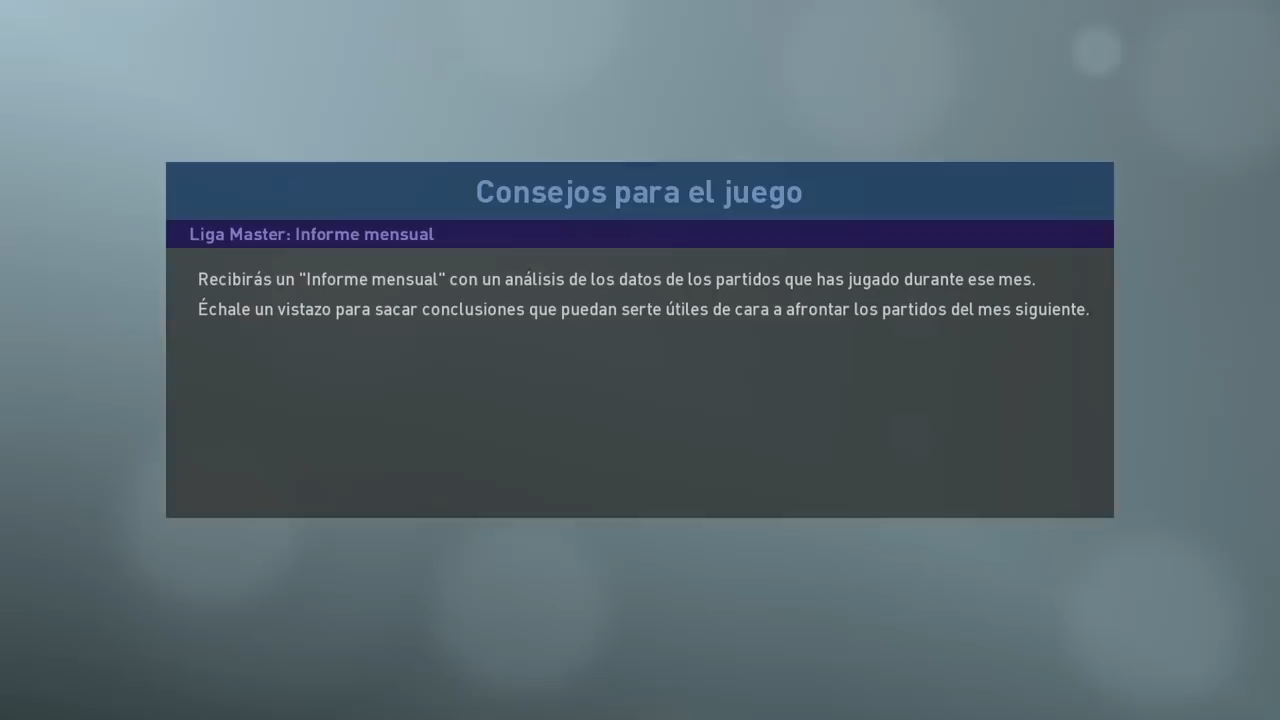 Consejos para el juego
Liga Master: Informe mensual
Recibirás un "Informe mensual" con un análisis de los datos de los partidos que has jugado durante ese mes.
Échale un vistazo para sacar conclusiones que puedan serte útiles de cara a afrontar los partidos del mes siguiente.